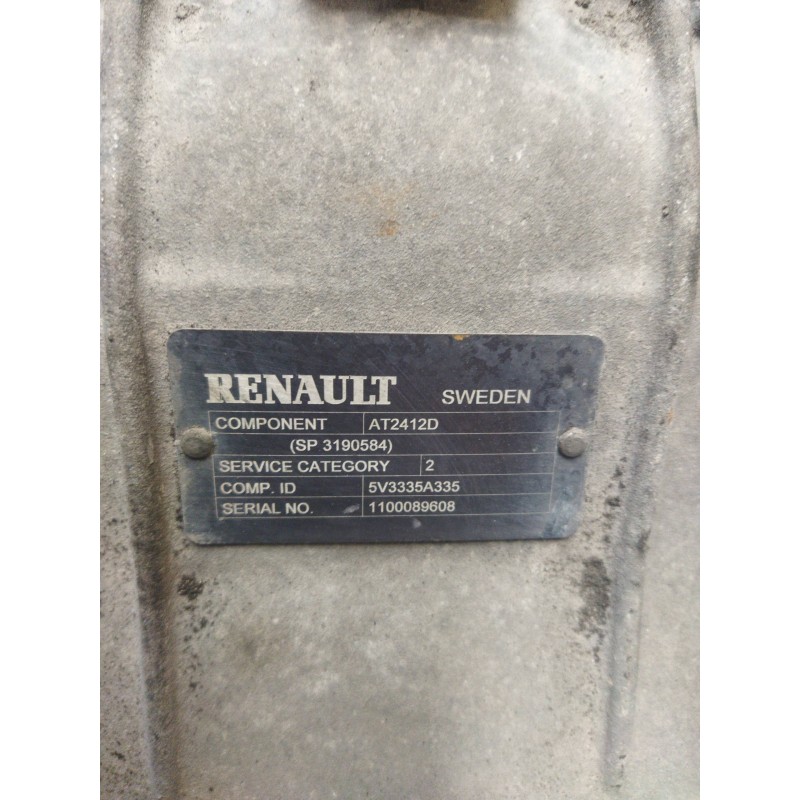 RENAULT SWEDEN
COMPONENT AT2412D
(SP 3190584)
SERVICE CATEGORY 2
COMP. ID 5V3335A335
SERIAL NO. 1100089608